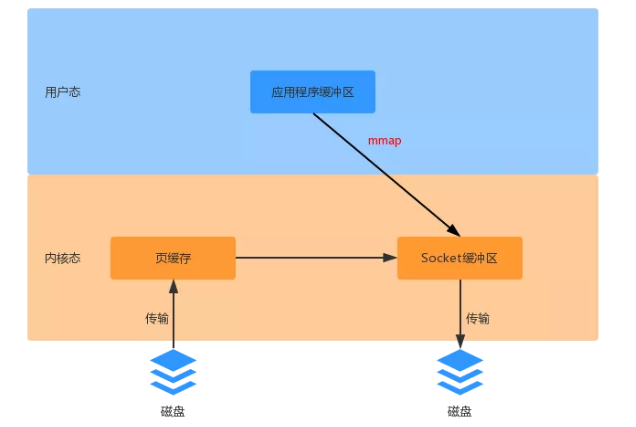 用户态
应用程序缓冲区
mmap
内核态
页缓存
Socket缓冲区
传输
传输
磁盘
磁盘